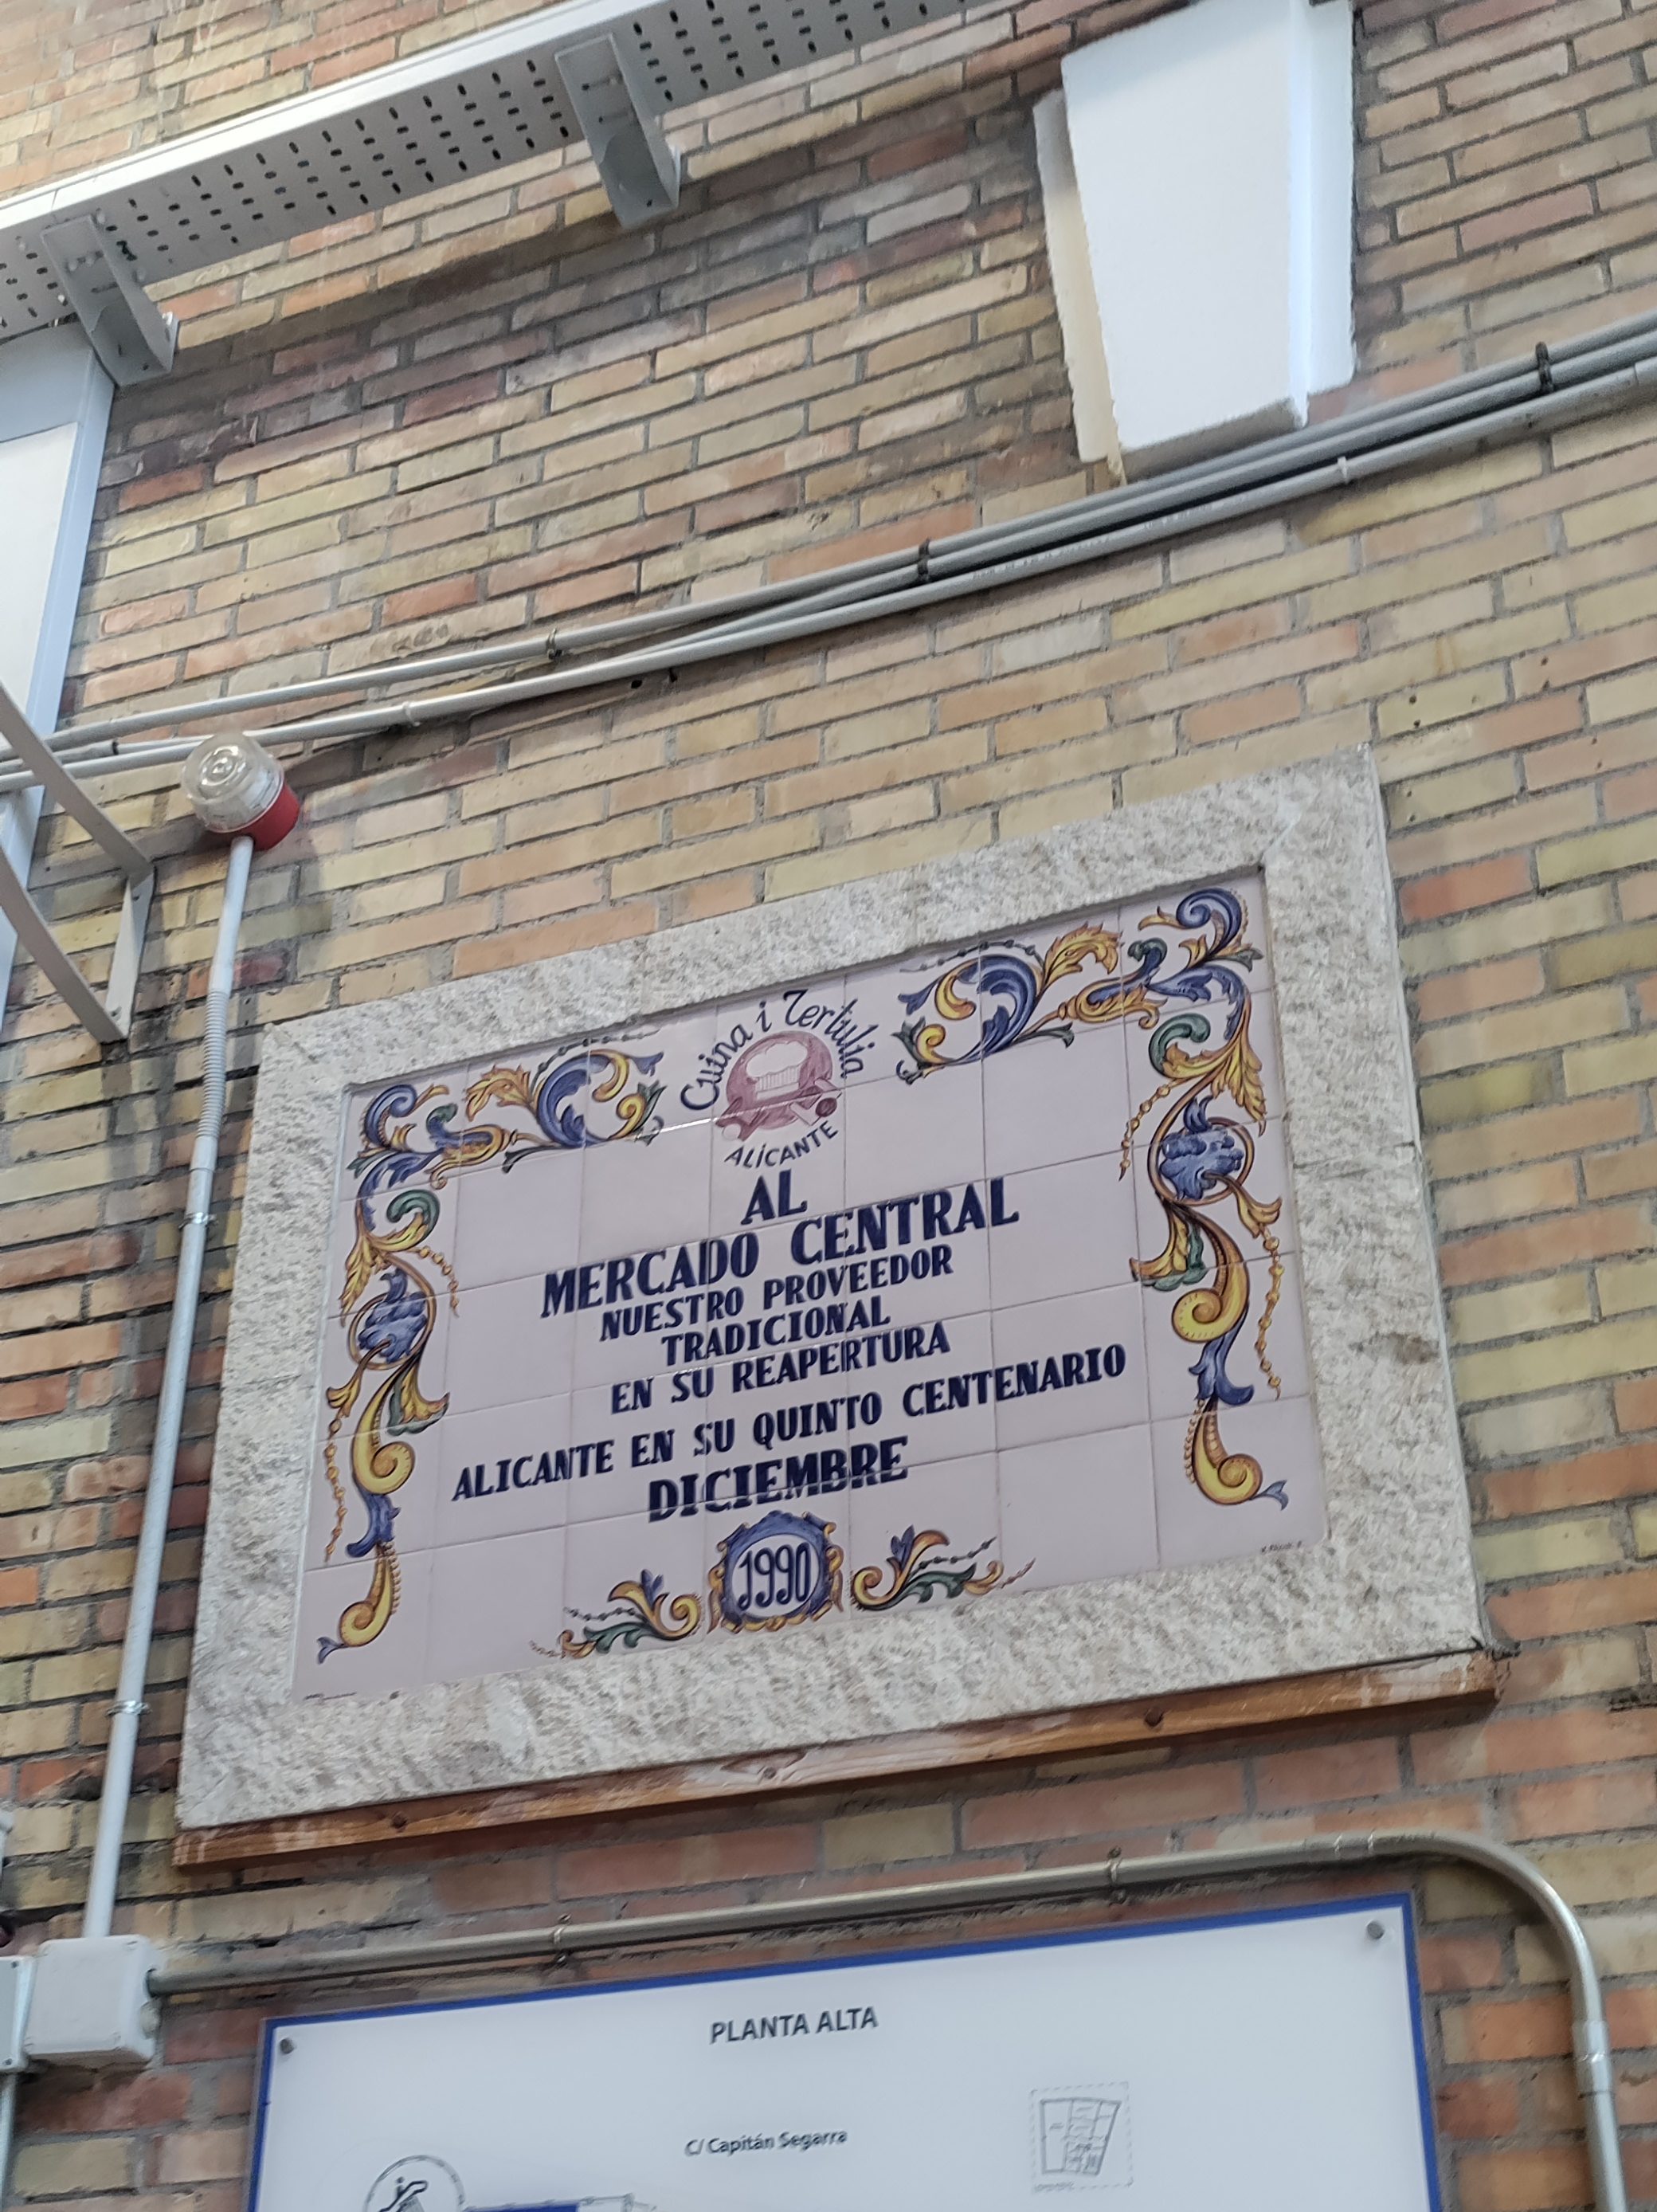 Cuina i Tertulia
ALiCANTE
AL
MERCADO CENTRAL
NUESTRO PROVEEDOR
TRADICIONAL
EN SU REAPERTURA
ALICANTE EN SU QUINTO CENTENARIO
DICIEMBRE
1990
PLANTA ALTA
C/ Capitán Segarra